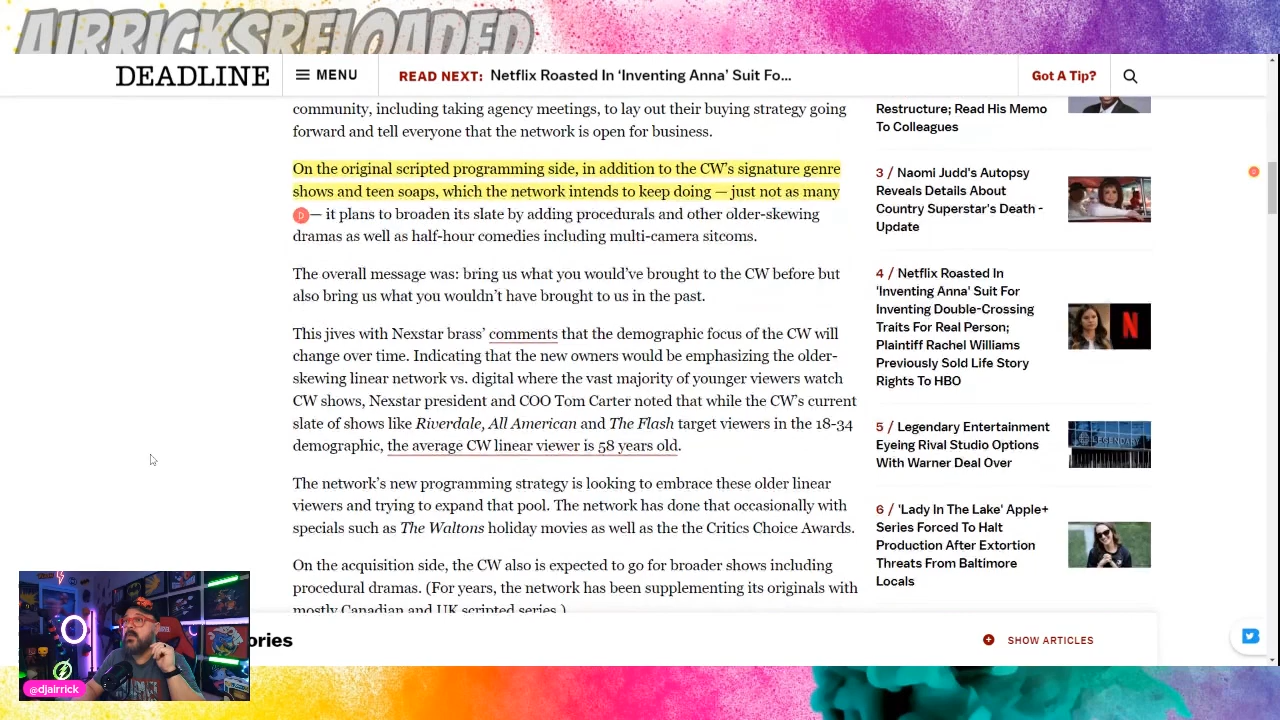 AIRRICKSRELOADED
DEADLINE
MENU
READ NEXT: Netflix Roasted In ‘Inventing Anna’ Suit Fo...
Got A Tip?
community, including taking agency meetings, to lay out their buying strategy going
forward and tell everyone that the network is open for business.
On the original scripted programming side, in addition to the CW’s signature genre
shows and teen soaps, which the network intends to keep doing — just not as many
— it plans to broaden its slate by adding procedurals and other older-skewing
dramas as well as half-hour comedies including multi-camera sitcoms.
The overall message was: bring us what you would’ve brought to the CW before but
also bring us what you wouldn’t have brought to us in the past.
This jives with Nexstar brass’ comments that the demographic focus of the CW will
change over time. Indicating that the new owners would be emphasizing the older-
skewing linear network vs. digital where the vast majority of younger viewers watch
CW shows, Nexstar president and COO Tom Carter noted that while the CW’s current
slate of shows like Riverdale, All American and The Flash target viewers in the 18-34
demographic, the average CW linear viewer is 58 years old.
The network’s new programming strategy is looking to embrace these older linear
viewers and trying to expand that pool. The network has done that occasionally with
specials such as The Waltons holiday movies as well as the the Critics Choice Awards.
On the acquisition side, the CW also is expected to go for broader shows including
procedural dramas. (For years, the network has been supplementing its originals with
mostly Canadian and UK scripted series.)
Restructure; Read His Memo
To Colleagues
3 / Naomi Judd's Autopsy
Reveals Details About
Country Superstar's Death -
Update
4 / Netflix Roasted In
'Inventing Anna' Suit For
Inventing Double-Crossing
Traits For Real Person;
Plaintiff Rachel Williams
Previously Sold Life Story
Rights To HBO
5 / Legendary Entertainment
Eyeing Rival Studio Options
With Warner Deal Over
6 / 'Lady In The Lake' Apple+
Series Forced To Halt
Production After Extortion
Threats From Baltimore
Locals
ories
SHOW ARTICLES
@djairrick